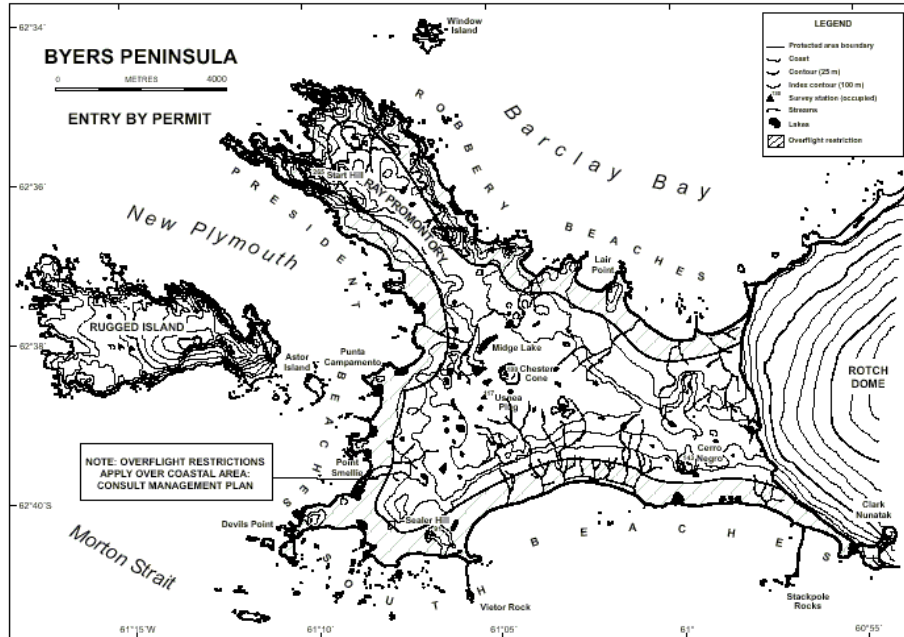 62°34'
Window
Island
BYERS PENINSULA
0 METRES 4000
ENTRY BY PERMIT
LEGEND
Protected area boundary
Coast
Contour (25 m)
Index contour (100 m)
Survey station (occupied)
Streams
Lakes
Overflight restriction
Barclay Bay
ROBBERY BEACHES
62°36'
Start Hill
RAY PROMONTORY
New Plymouth
PRESIDENT BEACHES
Lair
Point
RUGGED ISLAND
62°38'
Astor
Island
Punta
Campamento
Midge Lake
Chester
Cone
Usnea
Plug
ROTCH
DOME
NOTE: OVERFLIGHT RESTRICTIONS
APPLY OVER COASTAL AREA:
CONSULT MANAGEMENT PLAN
Point
Smellie
Cerro
Negro
62°40'S
Clark
Nunatak
Devils Point
Sealer Hill
SOUTH BEACHES
Morton Strait
Vietor Rock
Stackpole
Rocks
61°15'W
61°10'
61°05'
61°
60°55'